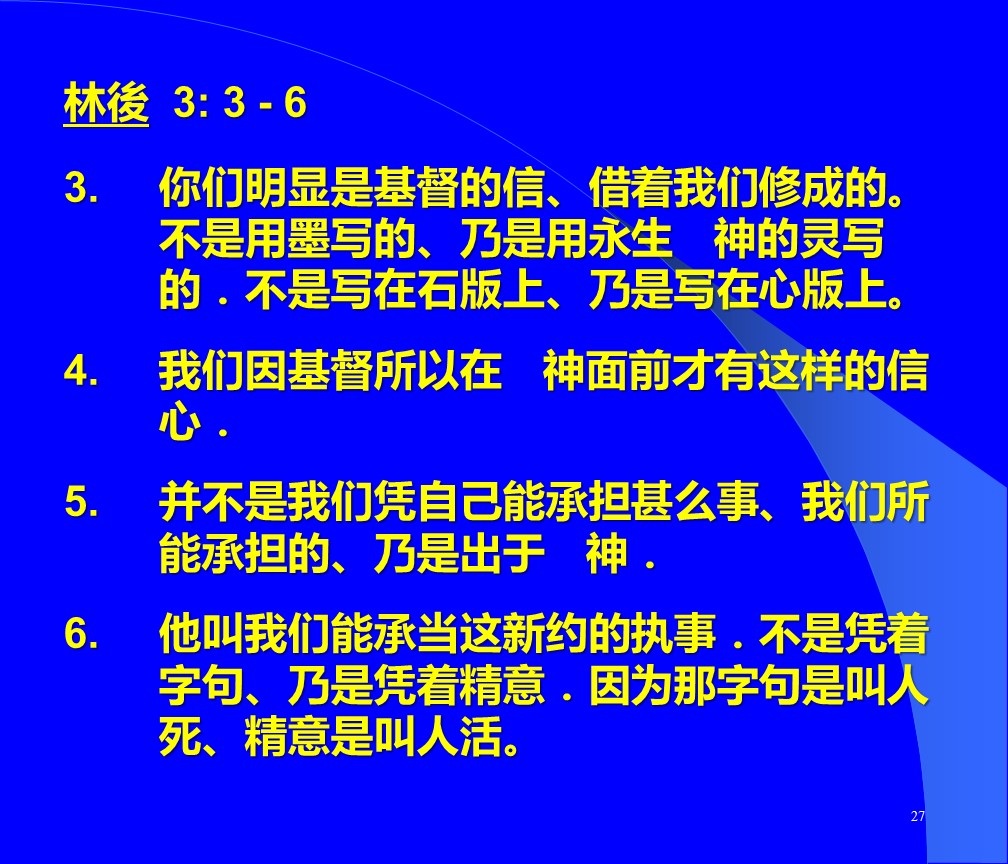 林後 3: 3 - 6
3. 你们明显是基督的信、借着我们修成的。
不是用墨写的、乃是用永生　神的灵写
的．不是写在石版上、乃是写在心版上。
4. 我们因基督所以在　神面前才有这样的信
心．
5. 并不是我们凭自己能承担甚么事、我们所
能承担的、乃是出于　神．
6. 他叫我们能承当这新约的执事．不是凭着
字句、乃是凭着精意．因为那字句是叫人
死、精意是叫人活。
27